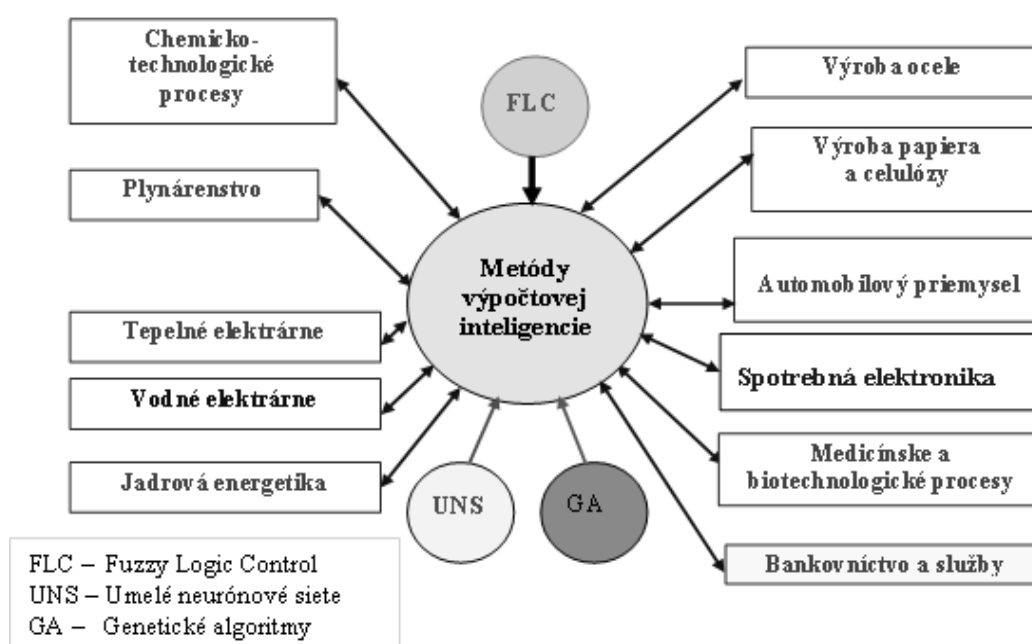 Chemicko-
technologické
procesy
FLC
Výroba ocele
Výroba papiera
a celulózy
Plynárenstvo
Metódy
výpočtovej
inteligencie
Automobilový priemysel
Tepelné elektrárne
Spotrebná elektronika
Vodné elektrárne
Medicínske a
biotechnologické procesy
Jadrová energetika
UNS
GA
Bankovníctvo a služby
FLC – Fuzzy Logic Control
UNS – Umelé neurónové siete
GA – Genetické algoritmy